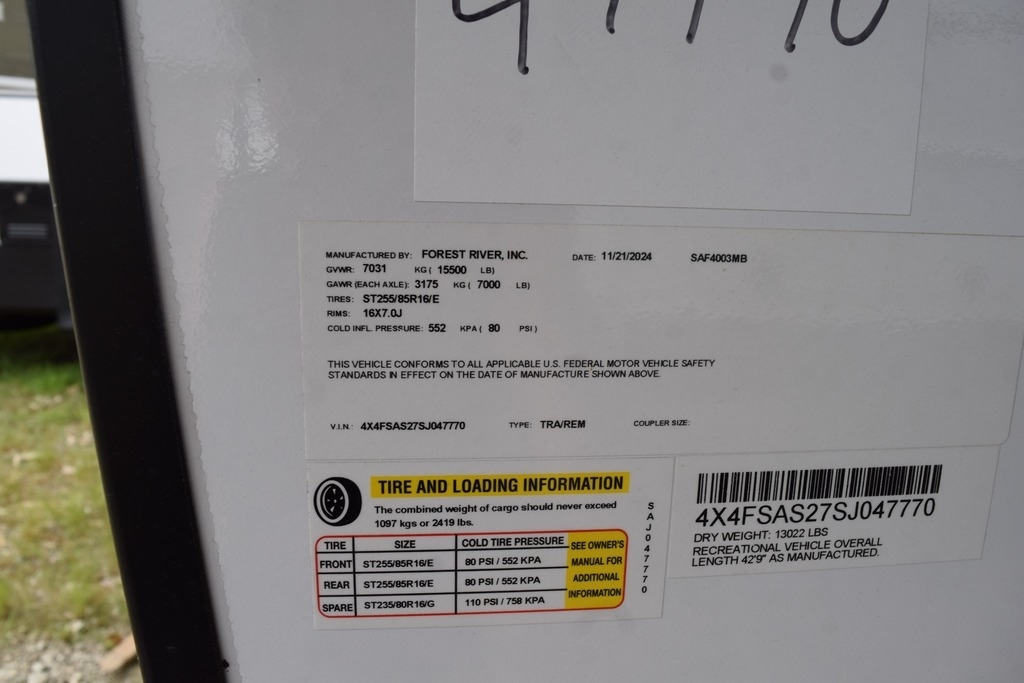 MANUFACTURED BY: FOREST RIVER, INC. DATE: 11/21/2024 SAF4003MB
GVWR: 7031 KG ( 15500 LB)
GAWR (EACH AXLE): 3175 KG ( 7000 LB)
TIRES: ST255/85R16/E
RIMS: 16X7.0J
COLD INFL. PRESSURE: 552 KPA ( 80 PSI )
THIS VEHICLE CONFORMS TO ALL APPLICABLE U.S. FEDERAL MOTOR VEHICLE SAFETY
STANDARDS IN EFFECT ON THE DATE OF MANUFACTURE SHOWN ABOVE.
V.I.N.: 4X4FSAS27SJ047770 TYPE: TRA/REM COUPLER SIZE:
TIRE AND LOADING INFORMATION
The combined weight of cargo should never exceed
1097 kgs or 2419 lbs.
TIRE SIZE COLD TIRE PRESSURE
FRONT ST255/85R16/E 80 PSI / 552 KPA
REAR ST255/85R16/E 80 PSI / 552 KPA
SPARE ST235/80R16/G 110 PSI / 758 KPA
SEE OWNER'S
MANUAL FOR
ADDITIONAL
INFORMATION
SAJ047770
4X4FSAS27SJ047770
DRY WEIGHT: 13022 LBS
RECREATIONAL VEHICLE OVERALL
LENGTH 42'9" AS MANUFACTURED.